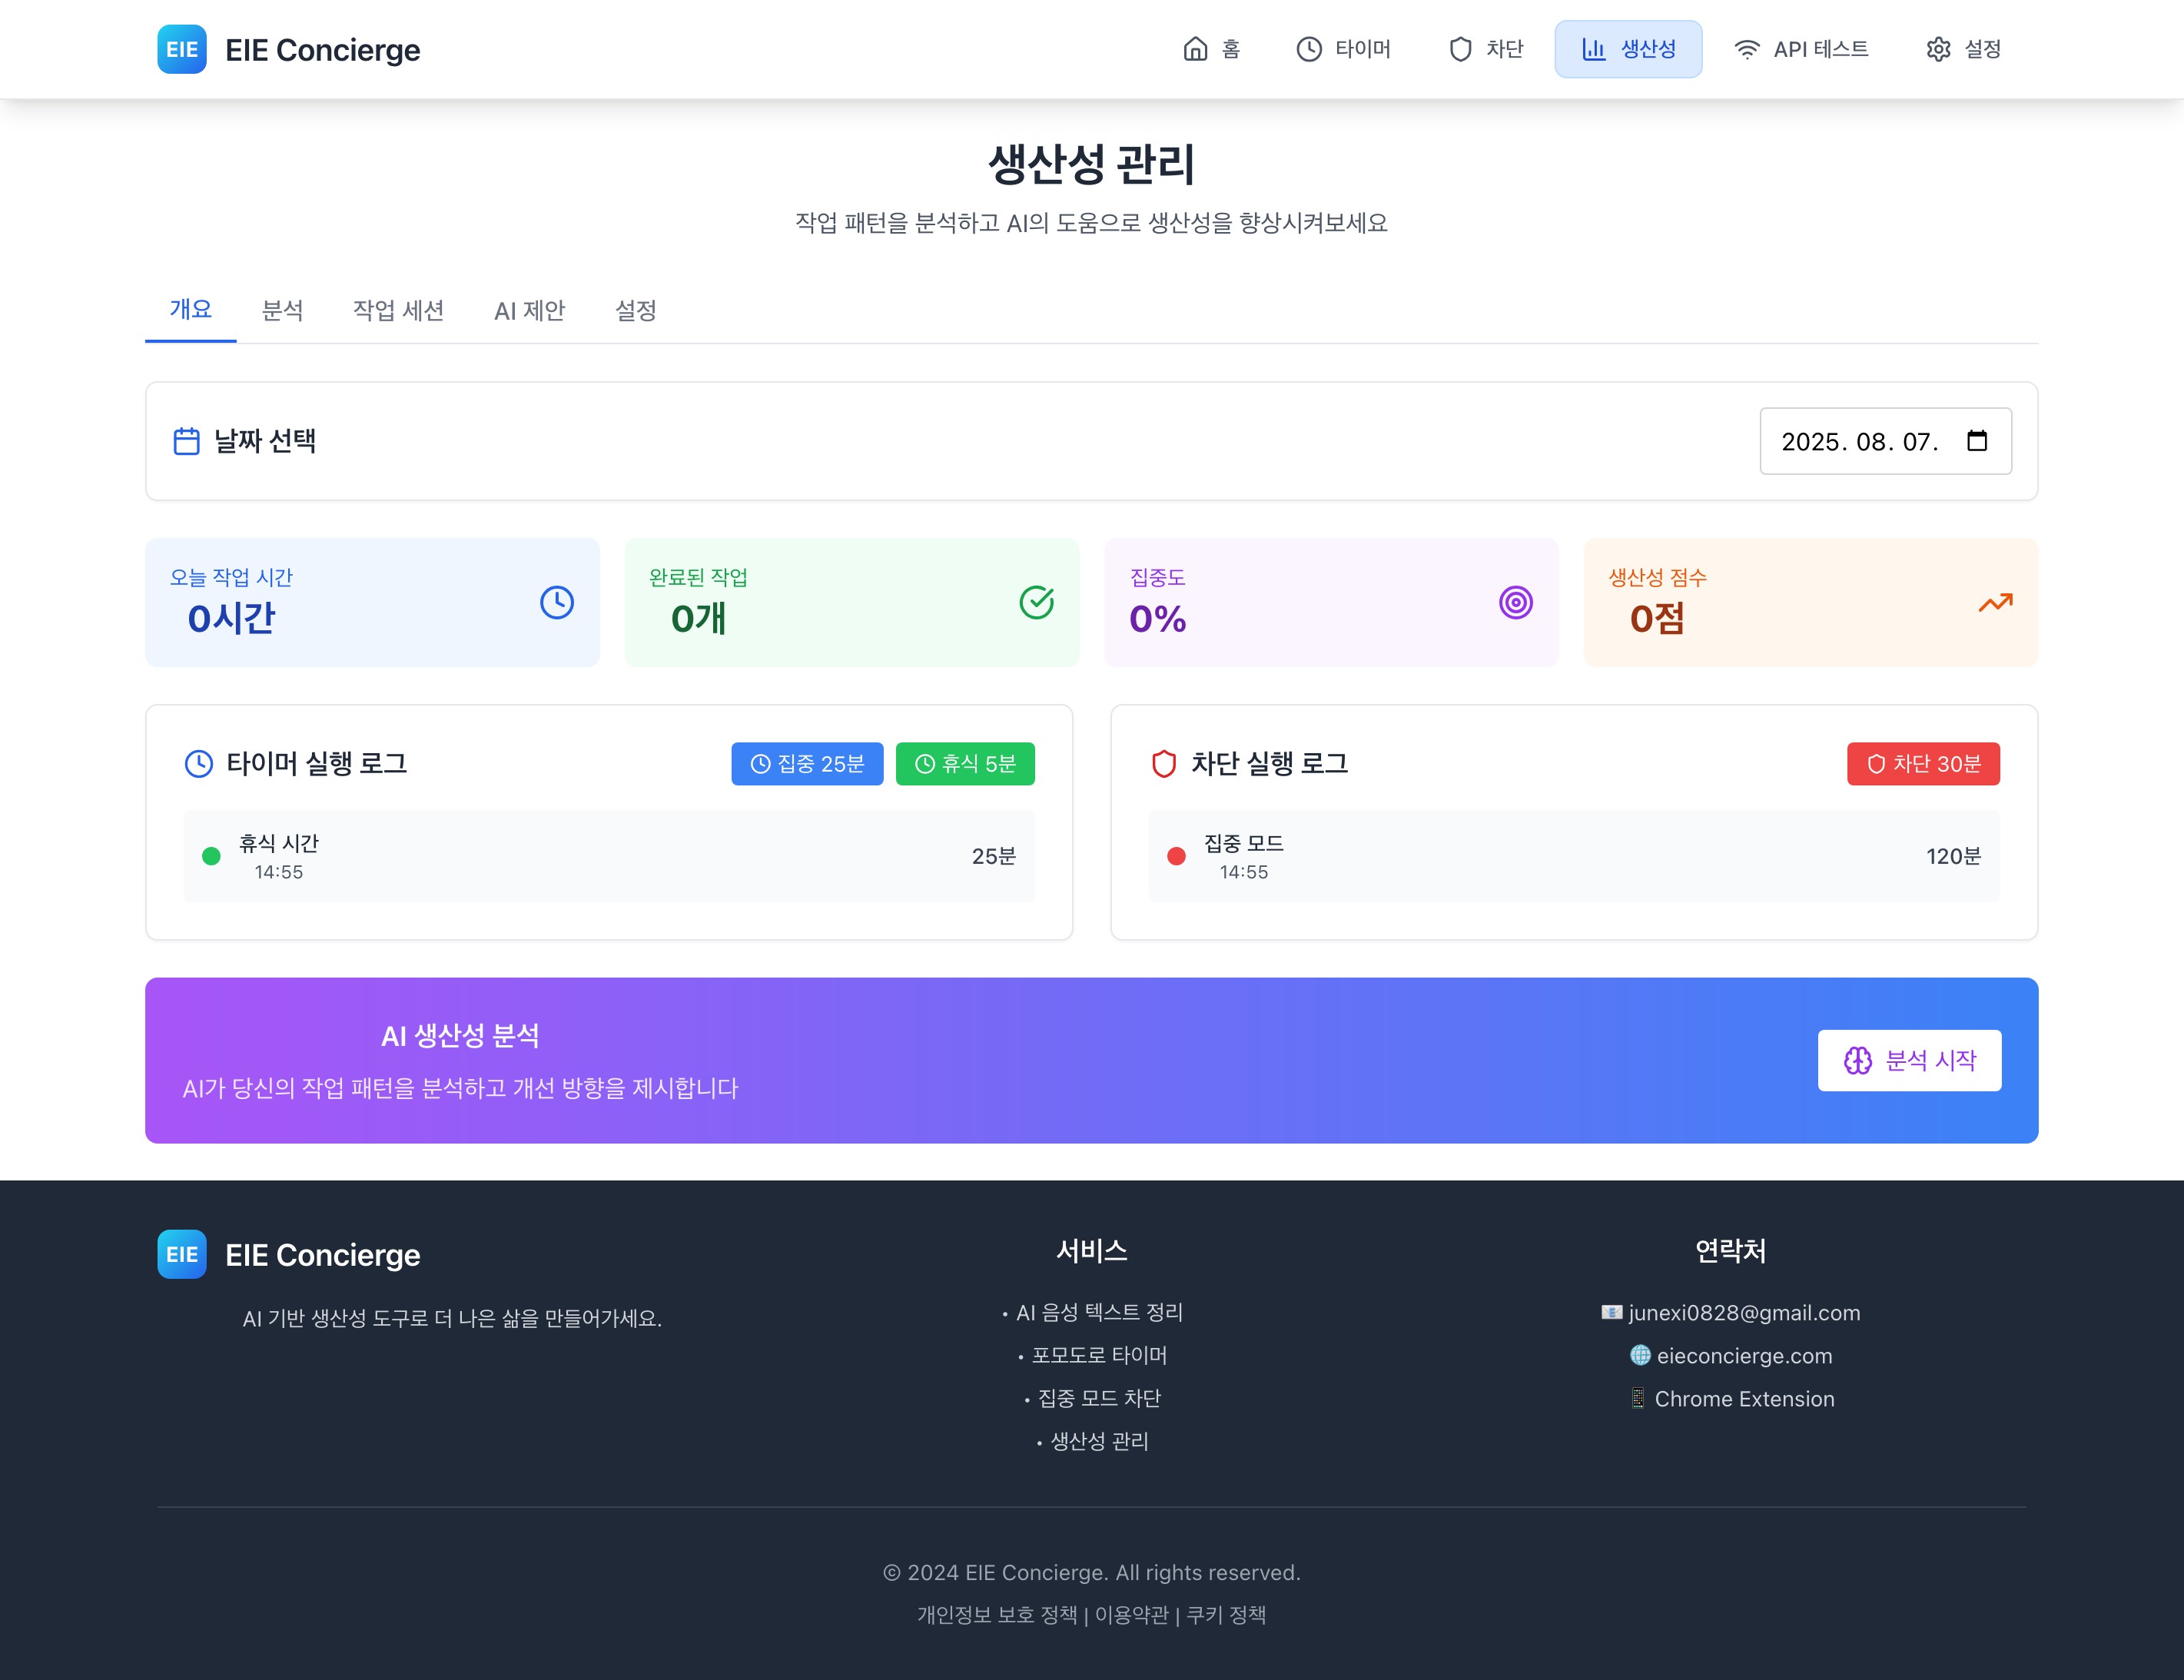 EIE EIE Concierge 홈 타이머 차단 생산성 API 테스트 설정
생산성 관리
작업 패턴을 분석하고 AI의 도움으로 생산성을 향상시켜보세요
개요 분석 작업 세션 AI 제안 설정
날짜 선택 2025. 08. 07.
오늘 작업 시간
0시간
완료된 작업
0개
집중도
0%
생산성 점수
0점
타이머 실행 로그 집중 25분 휴식 5분
휴식 시간
14:55
25분
차단 실행 로그 차단 30분
집중 모드
14:55
120분
AI 생산성 분석
AI가 당신의 작업 패턴을 분석하고 개선 방향을 제시합니다
분석 시작
EIE EIE Concierge
AI 기반 생산성 도구로 더 나은 삶을 만들어가세요.
서비스
• AI 음성 텍스트 정리
• 포모도로 타이머
• 집중 모드 차단
• 생산성 관리
연락처
📧 junexi0828@gmail.com
🌐 eieconcierge.com
📱 Chrome Extension
© 2024 EIE Concierge. All rights reserved.
개인정보 보호 정책 | 이용약관 | 쿠키 정책